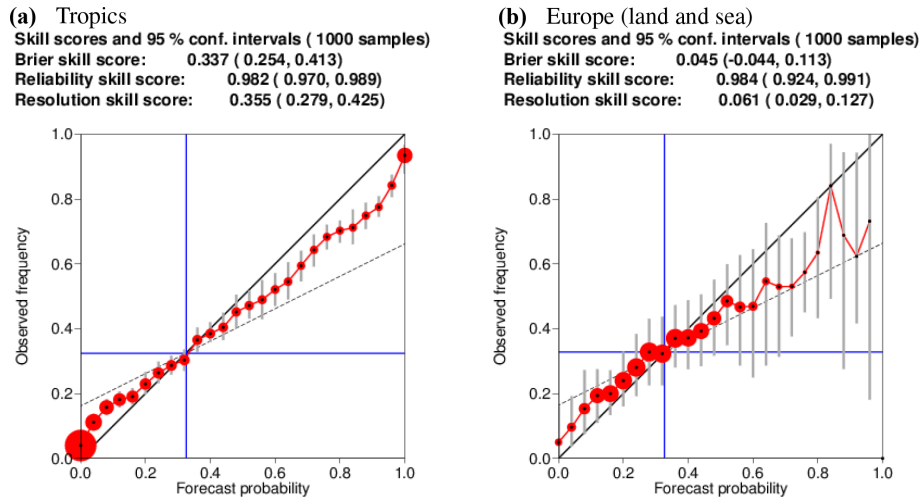 (a) Tropics
Skill scores and 95 % conf. intervals ( 1000 samples)
Brier skill score: 0.337 ( 0.254, 0.413)
Reliability skill score: 0.982 ( 0.970, 0.989)
Resolution skill score: 0.355 ( 0.279, 0.425)
1.0
0.8
0.6
0.4
0.2
0.0
Observed frequency
0.0 0.2 0.4 0.6 0.8 1.0
Forecast probability
(b) Europe (land and sea)
Skill scores and 95 % conf. intervals ( 1000 samples)
Brier skill score: 0.045 (-0.044, 0.113)
Reliability skill score: 0.984 ( 0.924, 0.991)
Resolution skill score: 0.061 ( 0.029, 0.127)
1.0
0.8
0.6
0.4
0.2
0.0
Observed frequency
0.0 0.2 0.4 0.6 0.8 1.0
Forecast probability